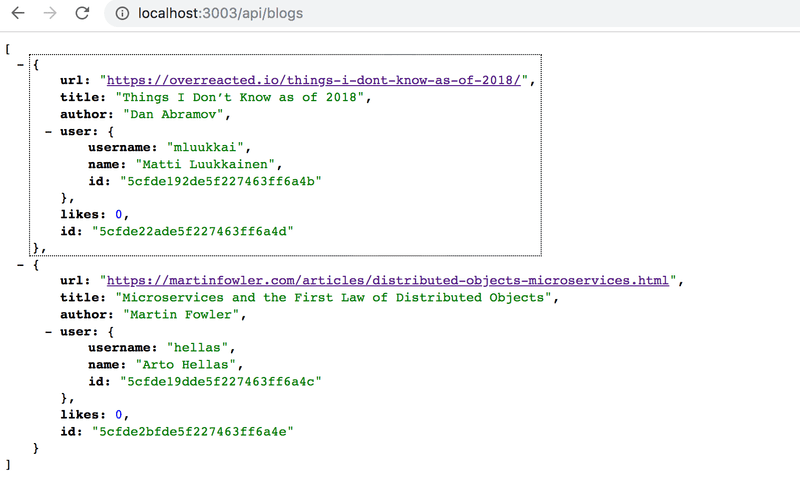 localhost:3003/api/blogs
[
– {
url: "https://overreacted.io/things-i-dont-know-as-of-2018/",
title: "Things I Don’t Know as of 2018",
author: "Dan Abramov",
– user: {
username: "mluukkai",
name: "Matti Luukkainen",
id: "5cfde192de5f227463ff6a4b"
},
likes: 0,
id: "5cfde22ade5f227463ff6a4d"
},
– {
url: "https://martinfowler.com/articles/distributed-objects-microservices.html",
title: "Microservices and the First Law of Distributed Objects",
author: "Martin Fowler",
– user: {
username: "hellas",
name: "Arto Hellas",
id: "5cfde19dde5f227463ff6a4c"
},
likes: 0,
id: "5cfde2bfde5f227463ff6a4e"
}
]